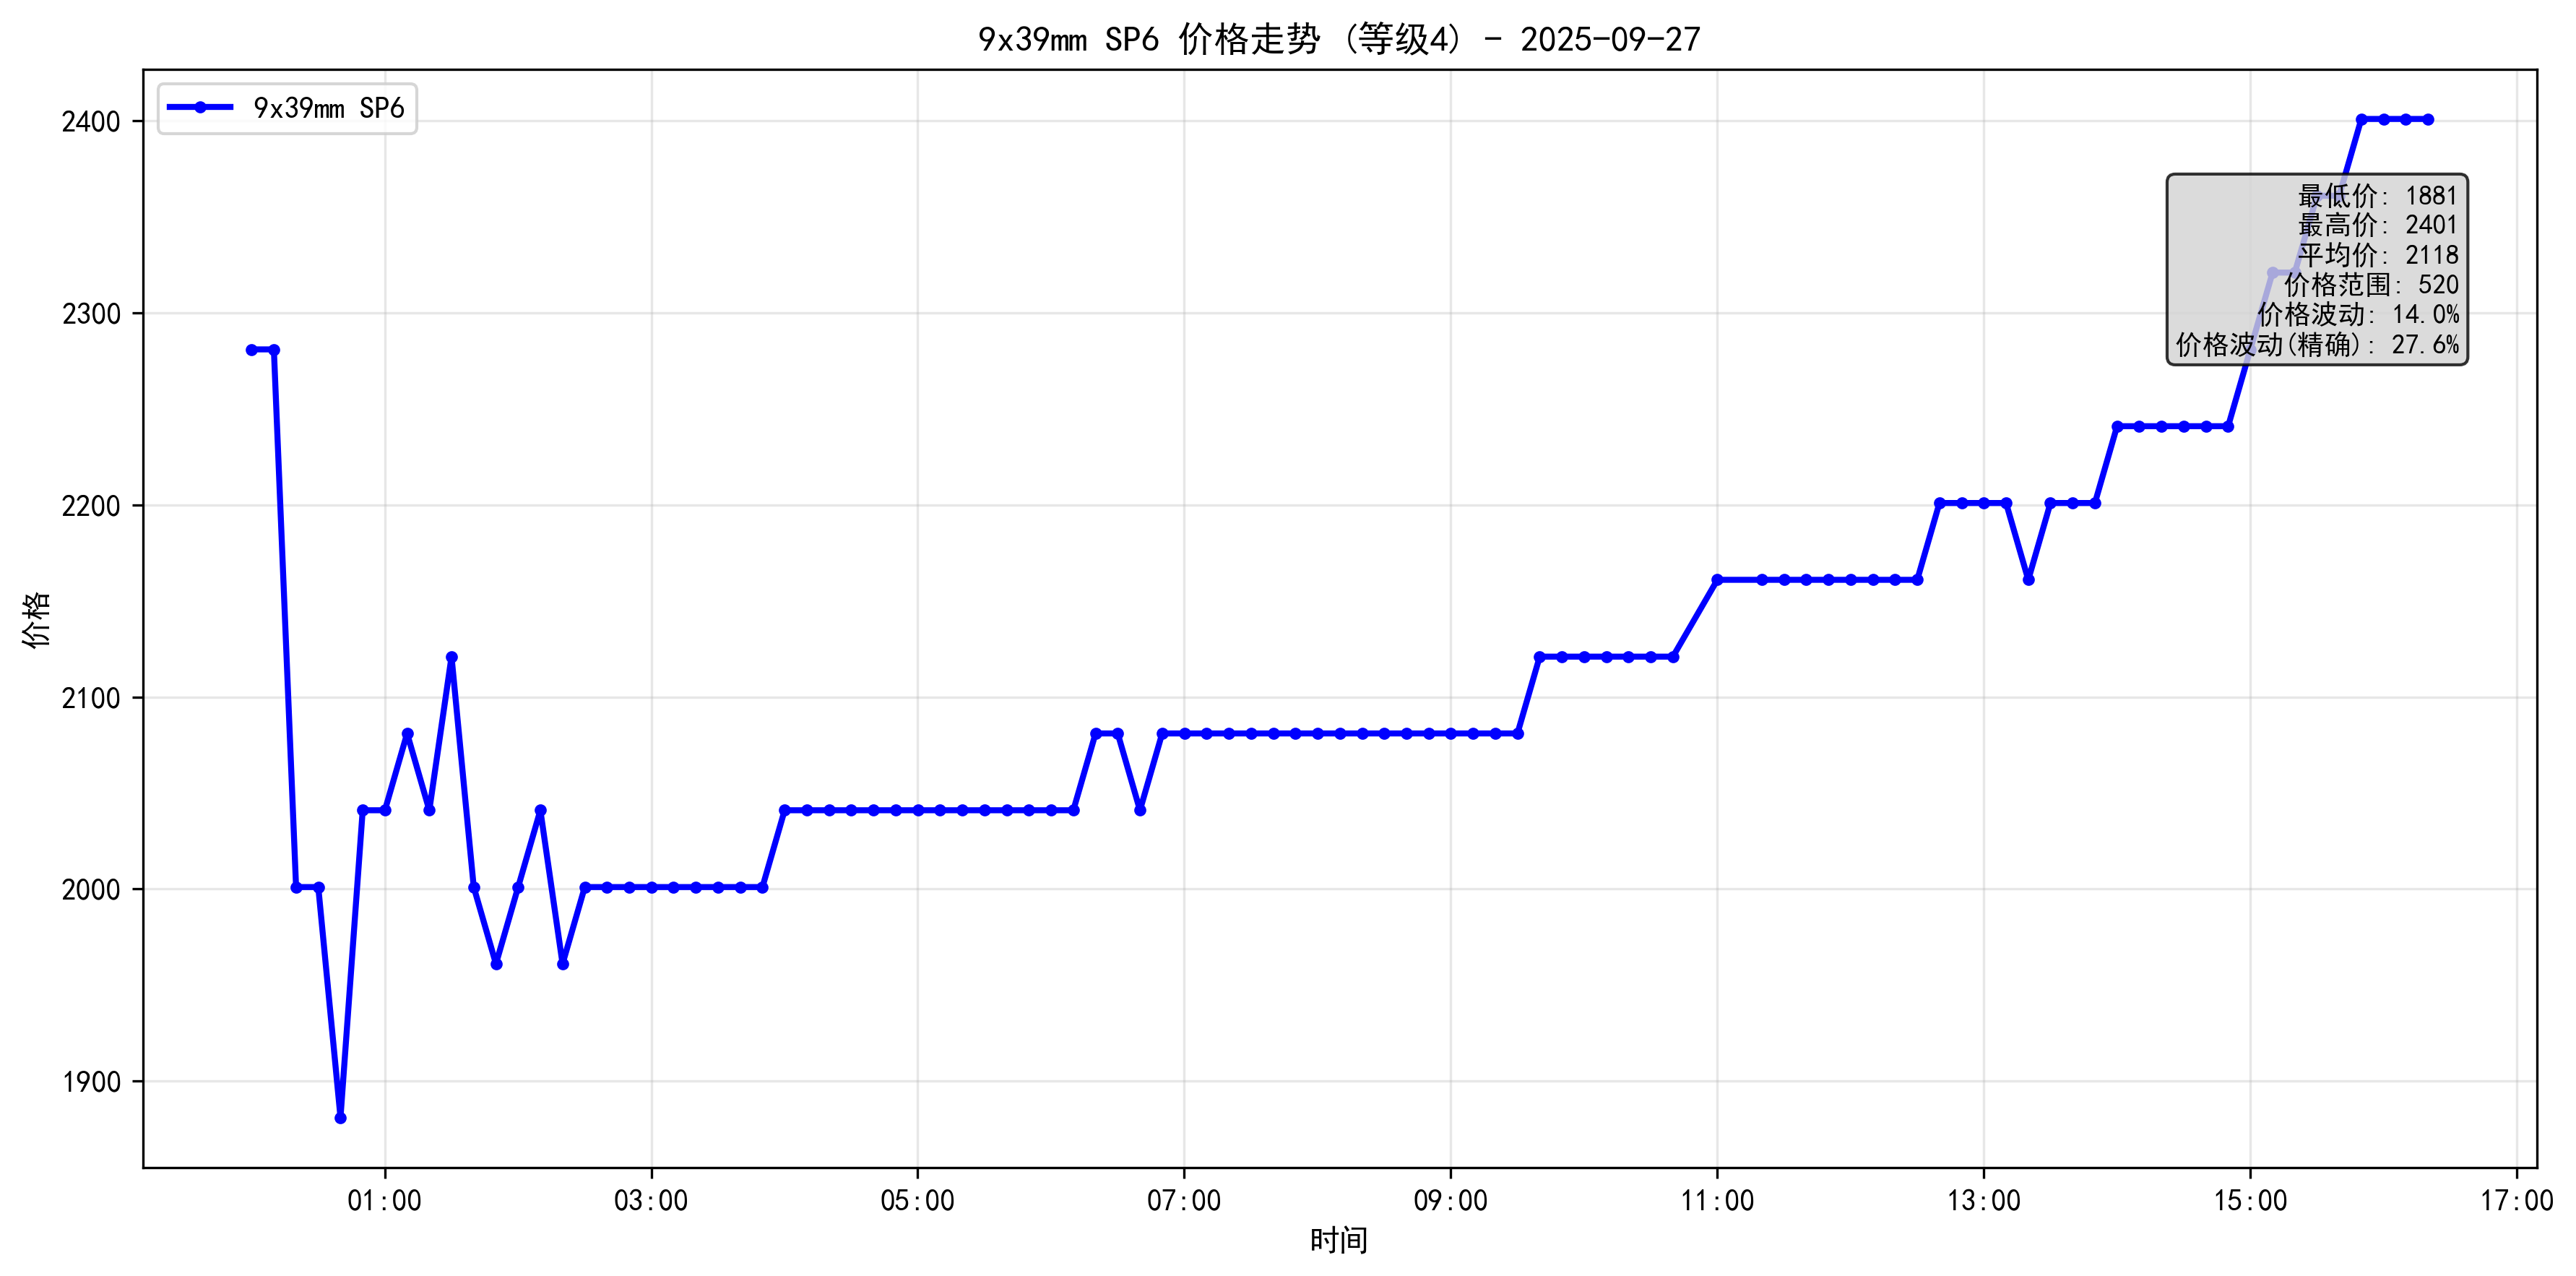 9x39mm SP6 价格走势 (等级4) - 2025-09-27
9x39mm SP6
2400
2300
2200
2100
2000
1900
价格
最低价: 1881
最高价: 2401
平均价: 2118
价格范围: 520
价格波动: 14.0%
价格波动(精确): 27.6%
01:00 03:00 05:00 07:00 09:00 11:00 13:00 15:00 17:00
时间